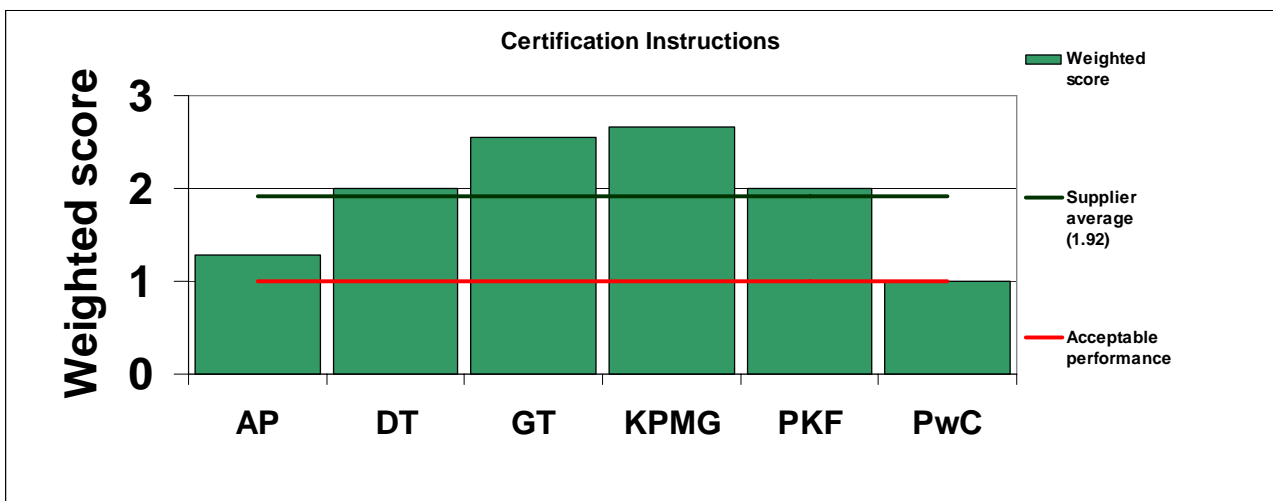 Certification Instructions
Weighted score
3
2
1
0
AP DT GT KPMG PKF PwC
Weighted
score
Supplier
average
(1.92)
Acceptable
performance